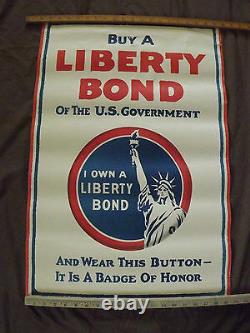 BUY A
LIBERTY
BOND
OF THE U.S. GOVERNMENT
I OWN A
LIBERTY
BOND
AND WEAR THIS BUTTON—
IT IS A BADGE OF HONOR